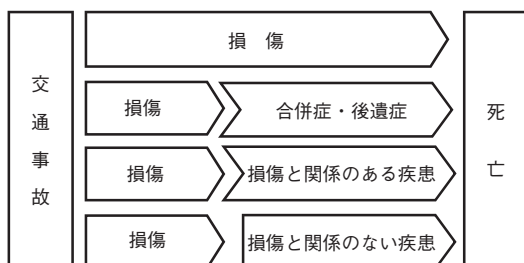 交通事故
損　傷
損傷
合併症・後遺症
損傷
損傷と関係のある疾患
損傷
損傷と関係のない疾患
死亡